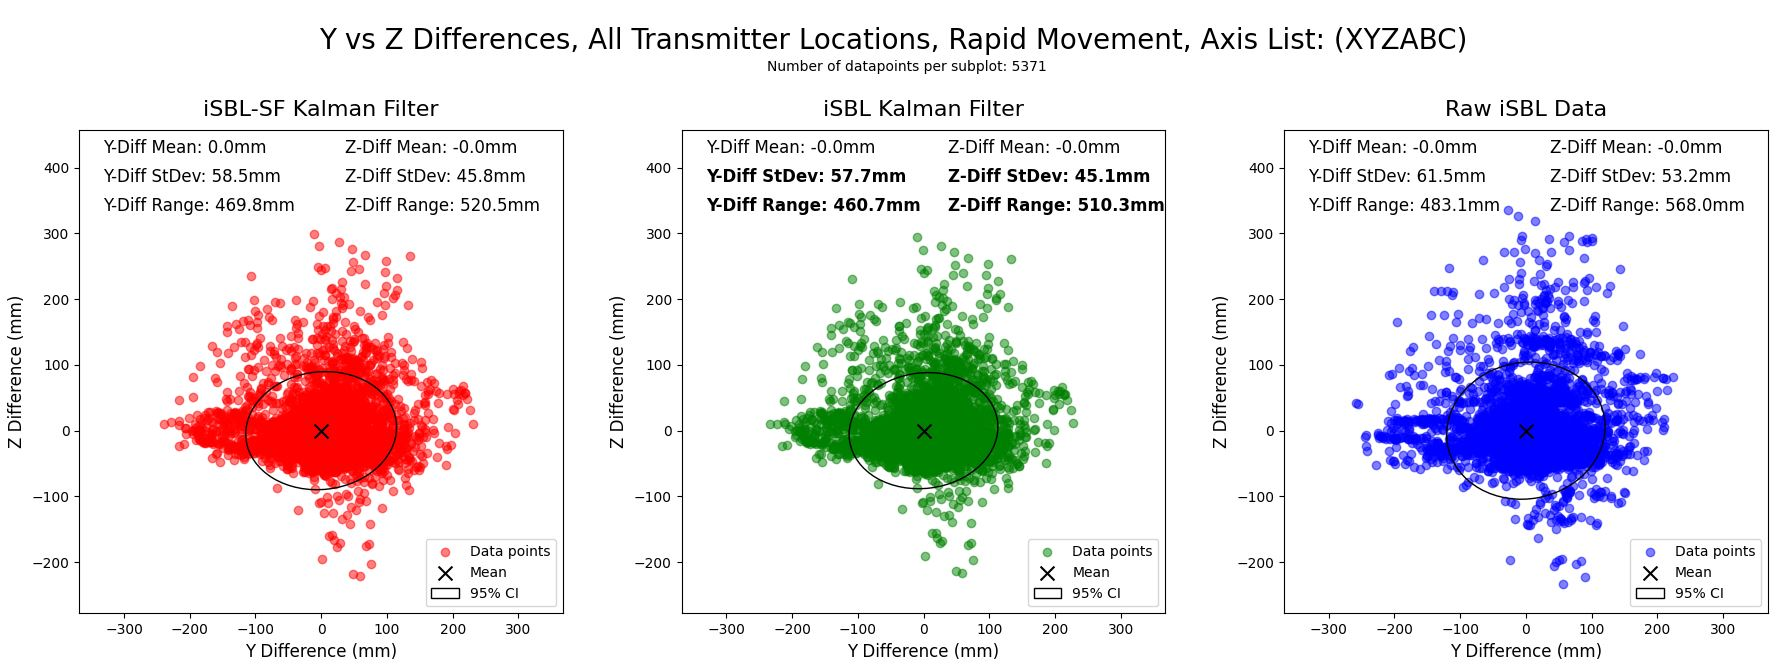 Y vs Z Differences, All Transmitter Locations, Rapid Movement, Axis List: (XYZABC)
Number of datapoints per subplot: 5371
iSBL-SF Kalman Filter
Y-Diff Mean: 0.0mm Z-Diff Mean: -0.0mm
Y-Diff StDev: 58.5mm Z-Diff StDev: 45.8mm
Y-Diff Range: 469.8mm Z-Diff Range: 520.5mm
400
300
200
100
0
−100
−200
Z Difference (mm)
Data points
Mean
95% CI
−300 −200 −100 0 100 200 300
Y Difference (mm)
iSBL Kalman Filter
Y-Diff Mean: -0.0mm Z-Diff Mean: -0.0mm
Y-Diff StDev: 57.7mm Z-Diff StDev: 45.1mm
Y-Diff Range: 460.7mm Z-Diff Range: 510.3mm
400
300
200
100
0
−100
−200
Z Difference (mm)
Data points
Mean
95% CI
−300 −200 −100 0 100 200 300
Y Difference (mm)
Raw iSBL Data
Y-Diff Mean: -0.0mm Z-Diff Mean: -0.0mm
Y-Diff StDev: 61.5mm Z-Diff StDev: 53.2mm
Y-Diff Range: 483.1mm Z-Diff Range: 568.0mm
400
300
200
100
0
−100
−200
Z Difference (mm)
Data points
Mean
95% CI
−300 −200 −100 0 100 200 300
Y Difference (mm)